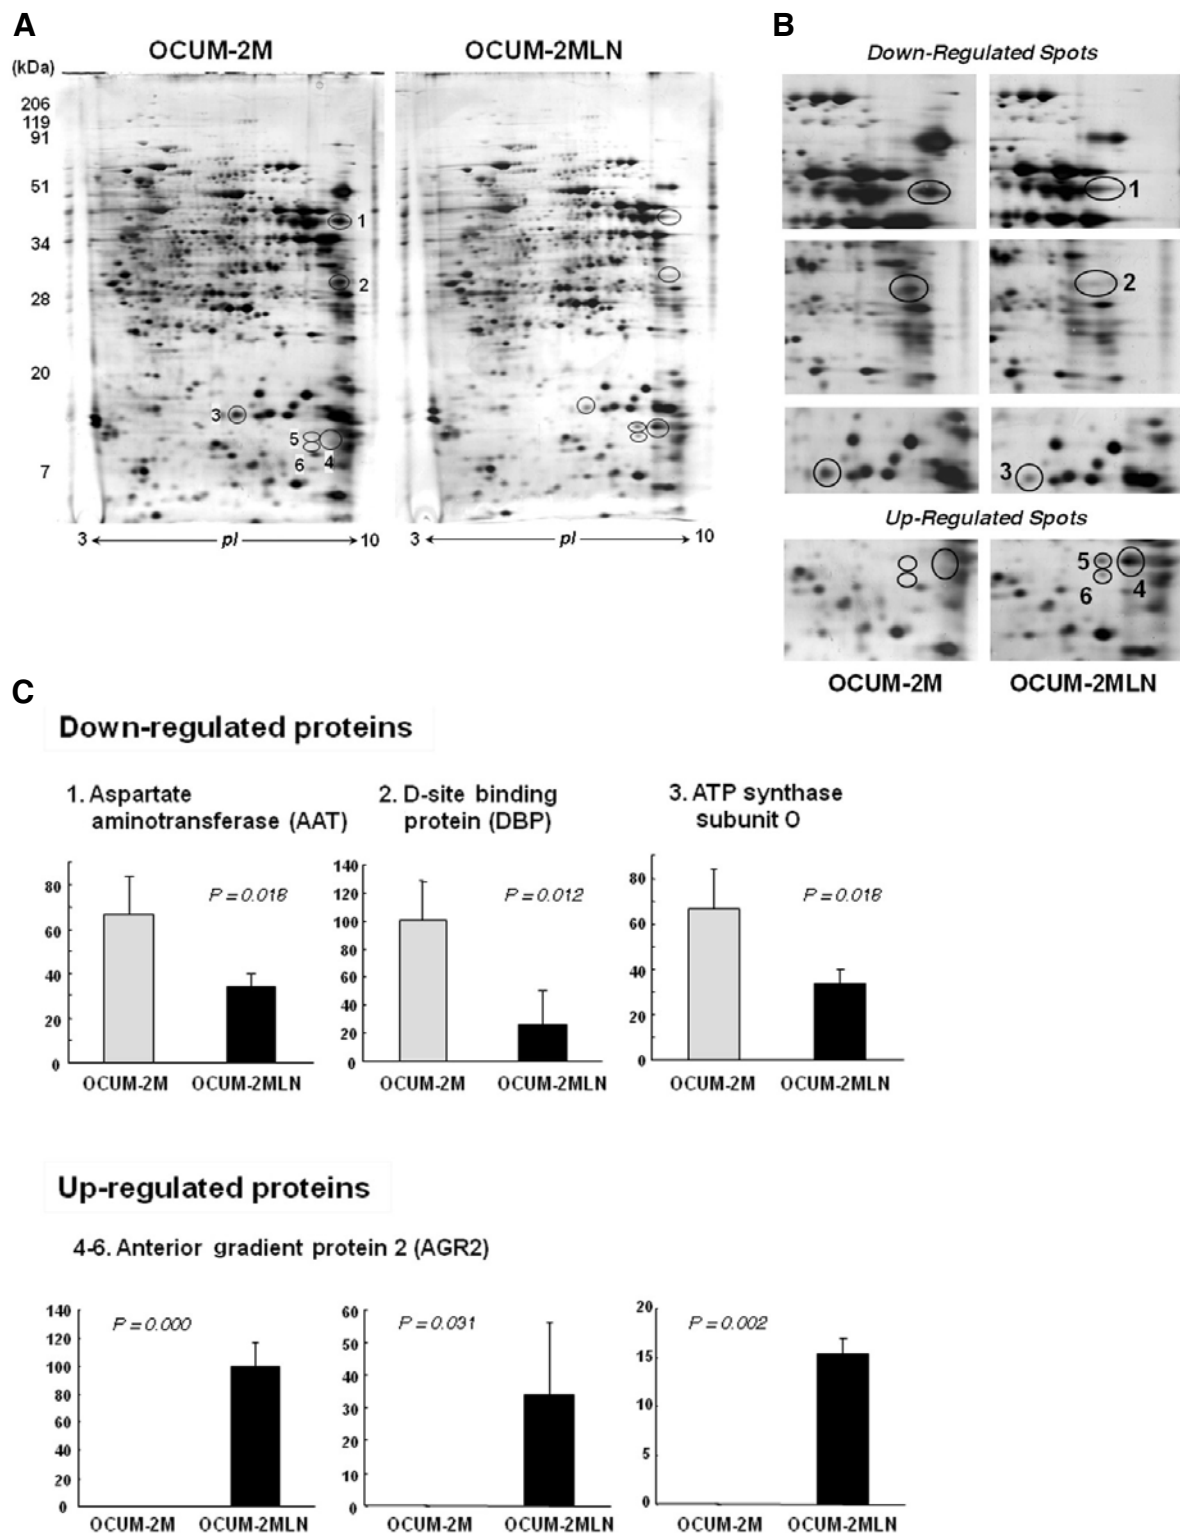 A
OCUM-2M
OCUM-2MLN
(kDa)
206
119
91
51
34
28
20
7
1
2
3
5
6
4
3
pI
10
3
pI
10
B
Down-Regulated Spots
1
2
3
Up-Regulated Spots
5
4
6
OCUM-2M
OCUM-2MLN
C
Down-regulated proteins
1. Aspartate
aminotransferase (AAT)
80
60
40
20
0
P = 0.018
OCUM-2M
OCUM-2MLN
2. D-site binding
protein (DBP)
140
120
100
80
60
40
20
0
P = 0.012
OCUM-2M
OCUM-2MLN
3. ATP synthase
subunit O
80
60
40
20
0
P = 0.018
OCUM-2M
OCUM-2MLN
Up-regulated proteins
4-6. Anterior gradient protein 2 (AGR2)
140
120
100
80
60
40
20
0
P = 0.000
OCUM-2M
OCUM-2MLN
60
50
40
30
20
10
0
P = 0.031
OCUM-2M
OCUM-2MLN
20
15
10
5
0
P = 0.002
OCUM-2M
OCUM-2MLN